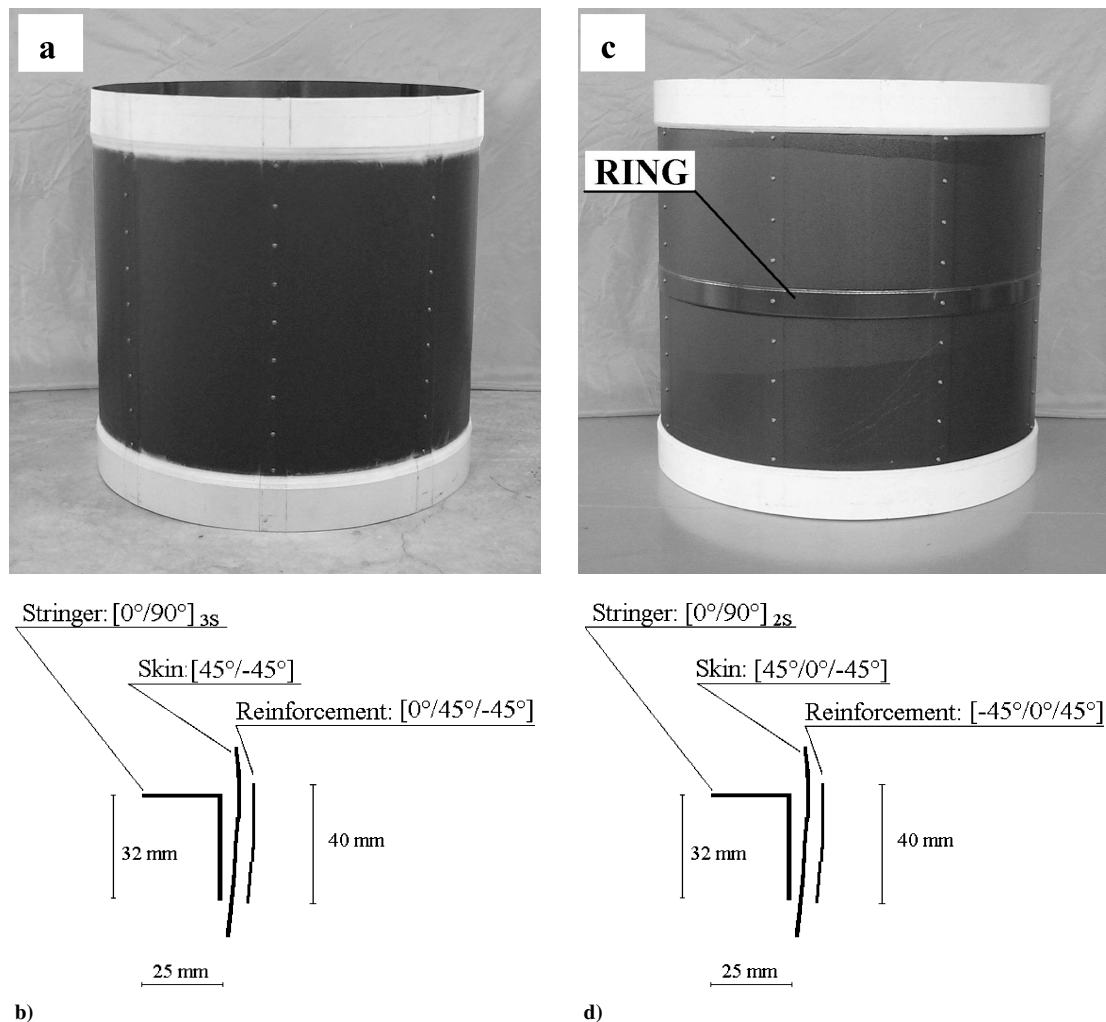 a
c
RING
Stringer: [0°/90°] 3S
Skin: [45°/-45°]
Reinforcement: [0°/45°/-45°]
32 mm
40 mm
25 mm
b)
Stringer: [0°/90°] 2S
Skin: [45°/0°/-45°]
Reinforcement: [-45°/0°/45°]
32 mm
40 mm
25 mm
d)